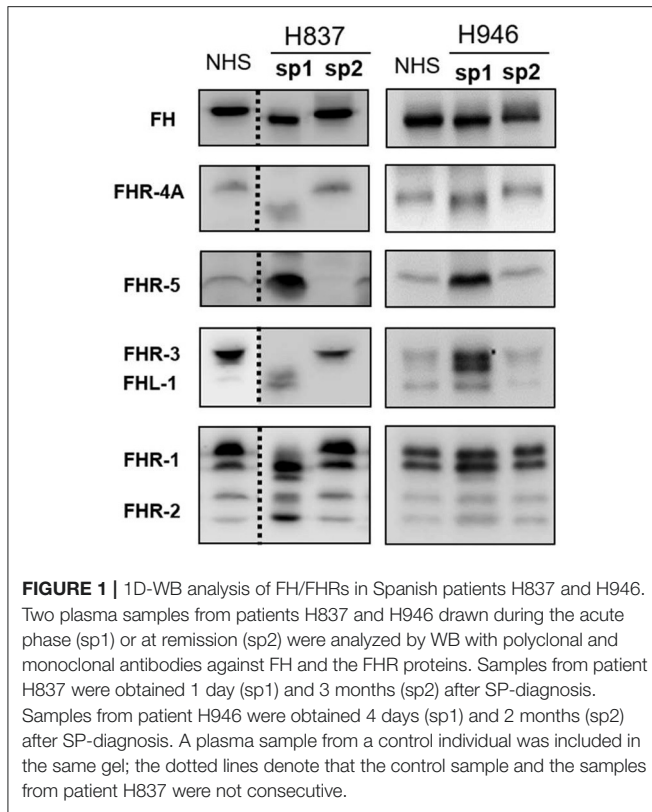 H837 H946
NHS sp1 sp2 NHS sp1 sp2
FH
FHR-4A
FHR-5
FHR-3
FHL-1
FHR-1
FHR-2
FIGURE 1 | 1D-WB analysis of FH/FHRs in Spanish patients H837 and H946.
Two plasma samples from patients H837 and H946 drawn during the acute
phase (sp1) or at remission (sp2) were analyzed by WB with polyclonal and
monoclonal antibodies against FH and the FHR proteins. Samples from patient
H837 were obtained 1 day (sp1) and 3 months (sp2) after SP-diagnosis.
Samples from patient H946 were obtained 4 days (sp1) and 2 months (sp2)
after SP-diagnosis. A plasma sample from a control individual was included in
the same gel; the dotted lines denote that the control sample and the samples
from patient H837 were not consecutive.